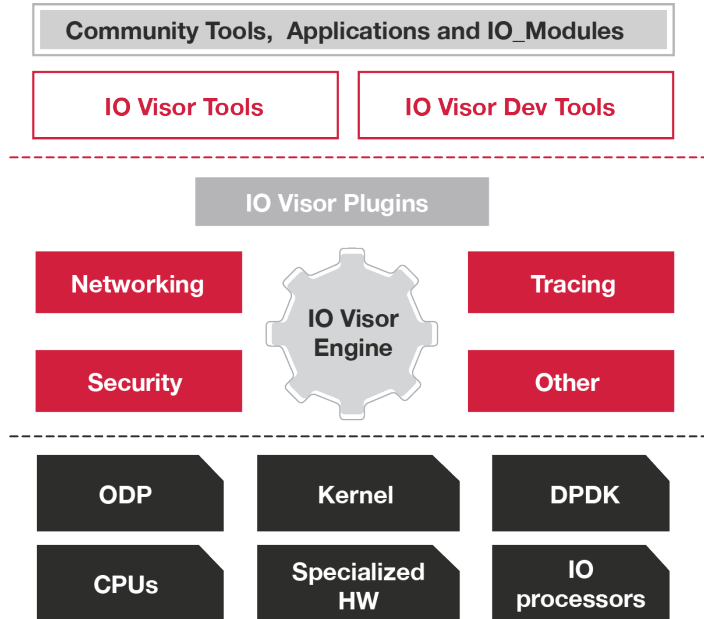 Community Tools, Applications and IO_Modules
IO Visor Tools
IO Visor Dev Tools
IO Visor Plugins
Networking
IO Visor
Engine
Tracing
Security
Other
ODP
Kernel
DPDK
CPUs
Specialized
HW
IO
processors